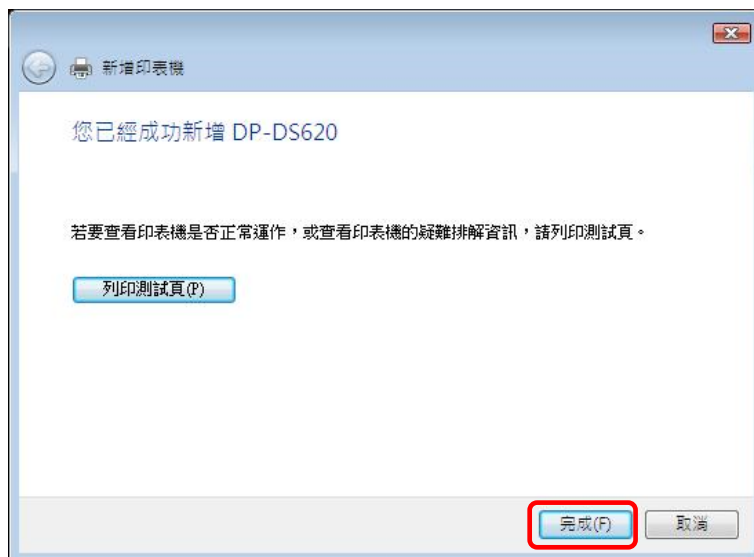 新增印表機
您已經成功新增 DP-DS620
若要查看印表機是否正常運作，或查看印表機的疑難排解資訊，請列印測試頁。
列印測試頁(P)
完成(F) 取消